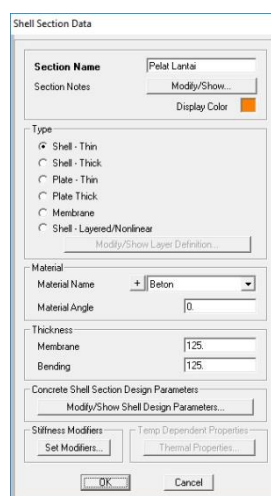 Shell Section Data
Section Name Pelat Lantai
Section Notes Modify/Show...
Display Color
Type
Shell - Thin
Shell - Thick
Plate - Thin
Plate Thick
Membrane
Shell - Layered/Nonlinear
Modify/Show Layer Definition...
Material
Material Name + Beton
Material Angle 0.
Thickness
Membrane 125.
Bending 125.
Concrete Shell Section Design Parameters
Modify/Show Shell Design Parameters...
Stiffness Modifiers Temp Dependent Properties
Set Modifiers... Thermal Properties...
OK Cancel